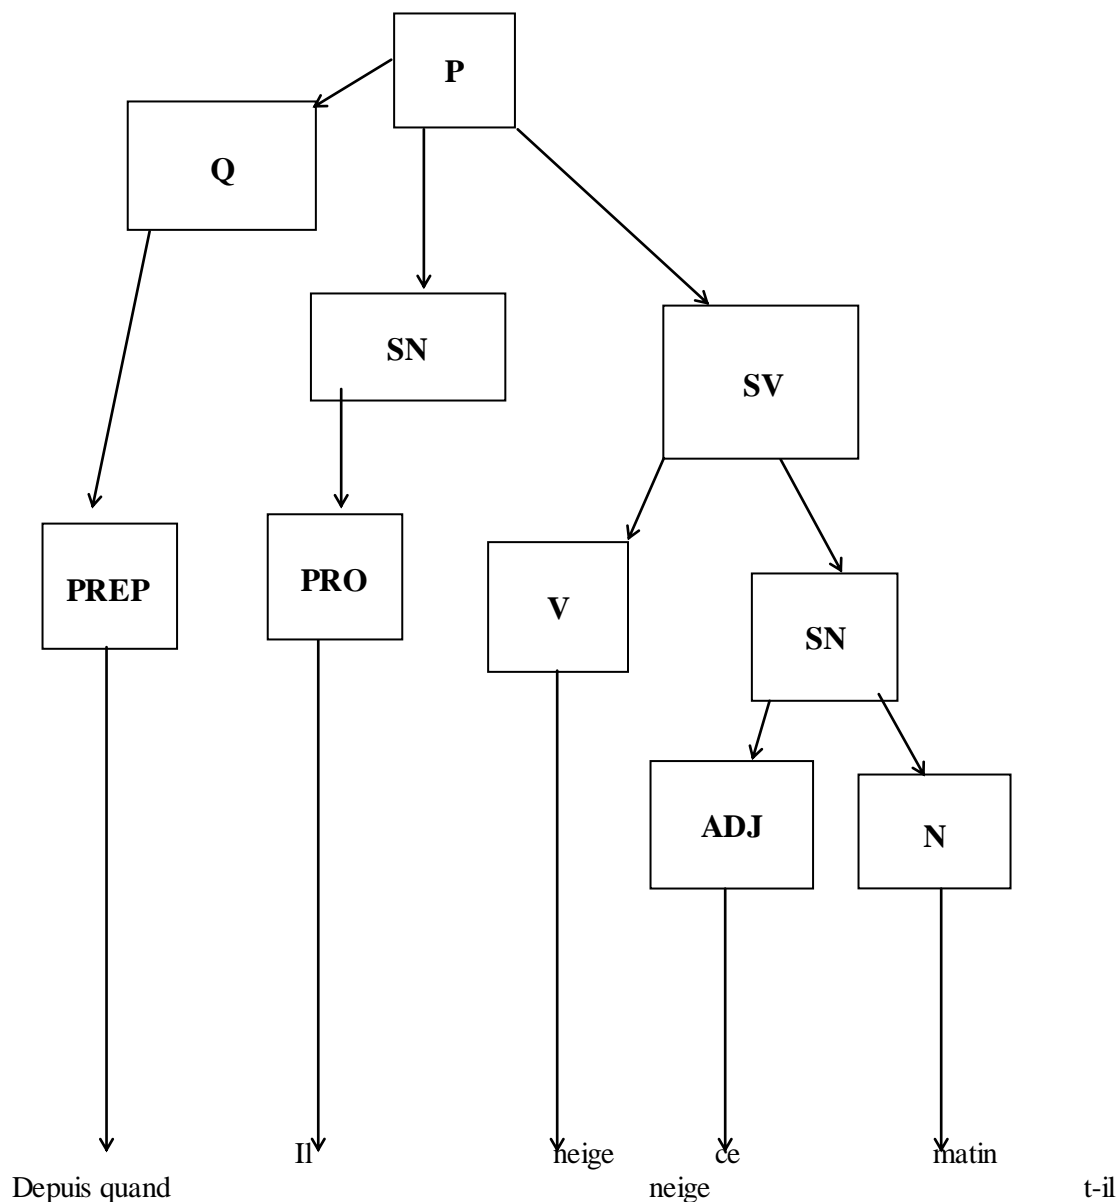 P
Q
SN
SV
PREP
PRO
V
SN
ADJ
N
Il neige ce matin
Depuis quand neige t-il